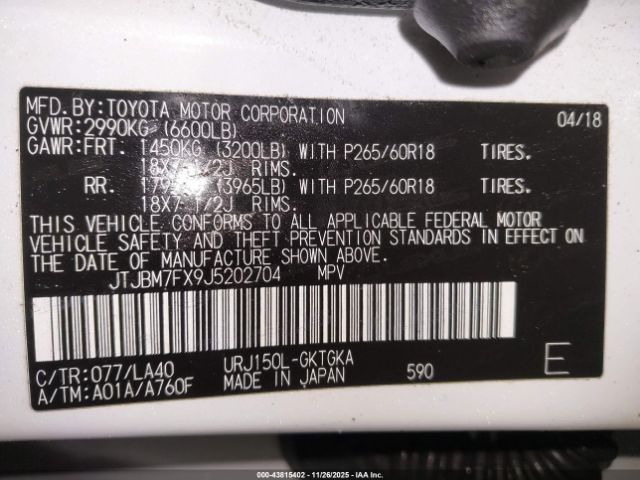 MFD.BY:TOYOTA MOTOR CORPORATION 04/18
GVWR:2990KG (6600LB)
GAWR:FRT. 1450KG (3200LB) WITH P265/60R18 TIRES.
18X7 1/2J RIMS.
RR. (3965LB) WITH P265/60R18 TIRES.
18X7 1/2J RIMS.
THIS VEHICLE CONFORMS TO ALL APPLICABLE FEDERAL MOTOR
VEHICLE SAFETY AND THEFT PREVENTION STANDARDS IN EFFECT ON
THE DATE OF MANUFACTURE SHOWN ABOVE.
JTJBM7FX9J5202704 MPV
C/TR:077/LA40 URJ150L-GKTGKA
A/TM:A01A/A760F MADE IN JAPAN 590 E
000-43815402 | 11/26/2025 - IAAI.COM